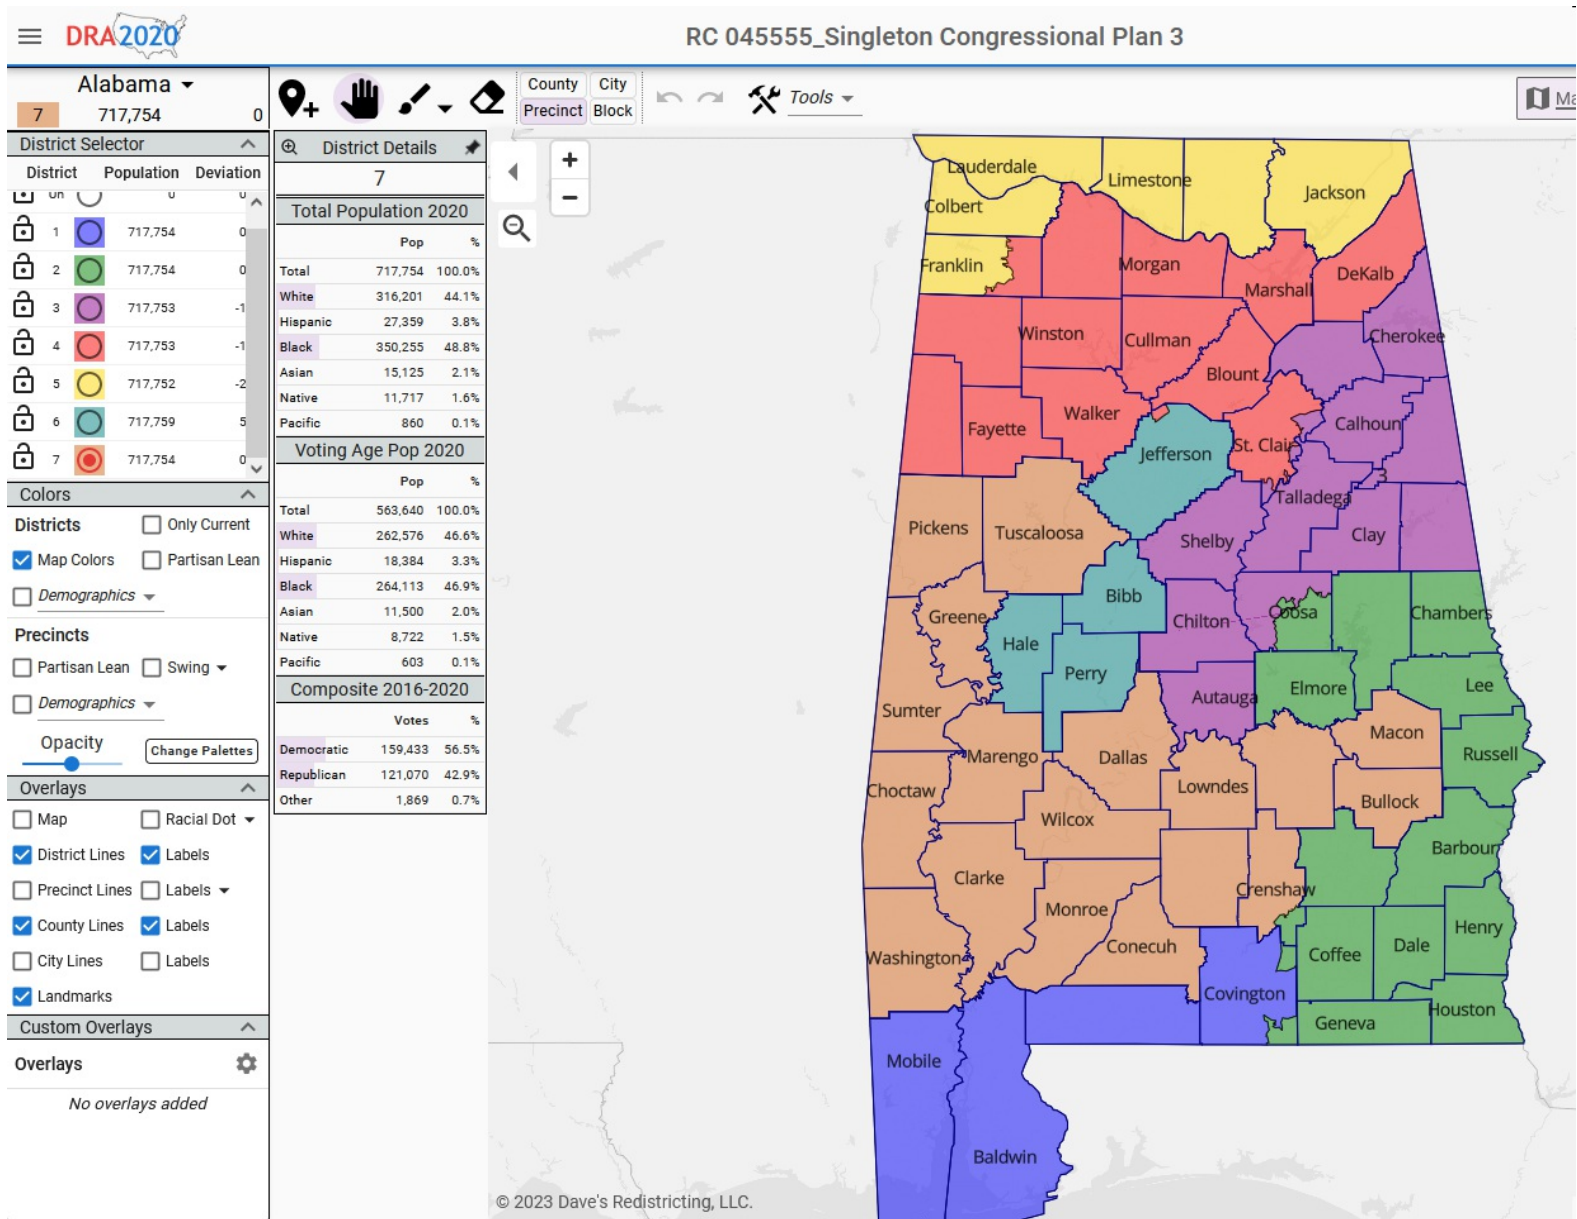 DRA2020
RC 045555_Singleton Congressional Plan 3
Alabama
7 717,754 0
County City
Precinct Block
Tools
District Selector
District Population Deviation
Un 0 0
1 717,754 0
2 717,754 0
3 717,753 -1
4 717,753 -1
5 717,752 -2
6 717,759 5
7 717,754 0
Colors
Districts Only Current
Map Colors Partisan Lean
Demographics
Precincts
Partisan Lean Swing
Demographics
Opacity Change Palettes
Overlays
Map Racial Dot
District Lines Labels
Precinct Lines Labels
County Lines Labels
City Lines Labels
Landmarks
Custom Overlays
Overlays
No overlays added
District Details
7
Total Population 2020
Pop %
Total 717,754 100.0%
White 316,201 44.1%
Hispanic 27,359 3.8%
Black 350,255 48.8%
Asian 15,125 2.1%
Native 11,717 1.6%
Pacific 860 0.1%
Voting Age Pop 2020
Pop %
Total 563,640 100.0%
White 262,576 46.6%
Hispanic 18,384 3.3%
Black 264,113 46.9%
Asian 11,500 2.0%
Native 8,722 1.5%
Pacific 603 0.1%
Composite 2016-2020
Votes %
Democratic 159,433 56.5%
Republican 121,070 42.9%
Other 1,869 0.7%
+
−
Lauderdale
Limestone
Jackson
Colbert
Franklin
Morgan
DeKalb
Marshall
Winston
Cullman
Cherokee
Blount
Walker
Fayette
Calhoun
Jefferson
St. Clair
3
Talladega
Pickens
Tuscaloosa
Shelby
Clay
Bibb
Greene
Chilton
Coosa
Chambers
Hale
Perry
Autauga
Elmore
Lee
Sumter
Macon
Marengo
Dallas
Russell
Choctaw
Lowndes
Bullock
Wilcox
Barbour
Clarke
Crenshaw
Monroe
Conecuh
Henry
Washington
Coffee
Dale
Covington
Geneva
Houston
Mobile
Baldwin
© 2023 Dave's Redistricting, LLC.